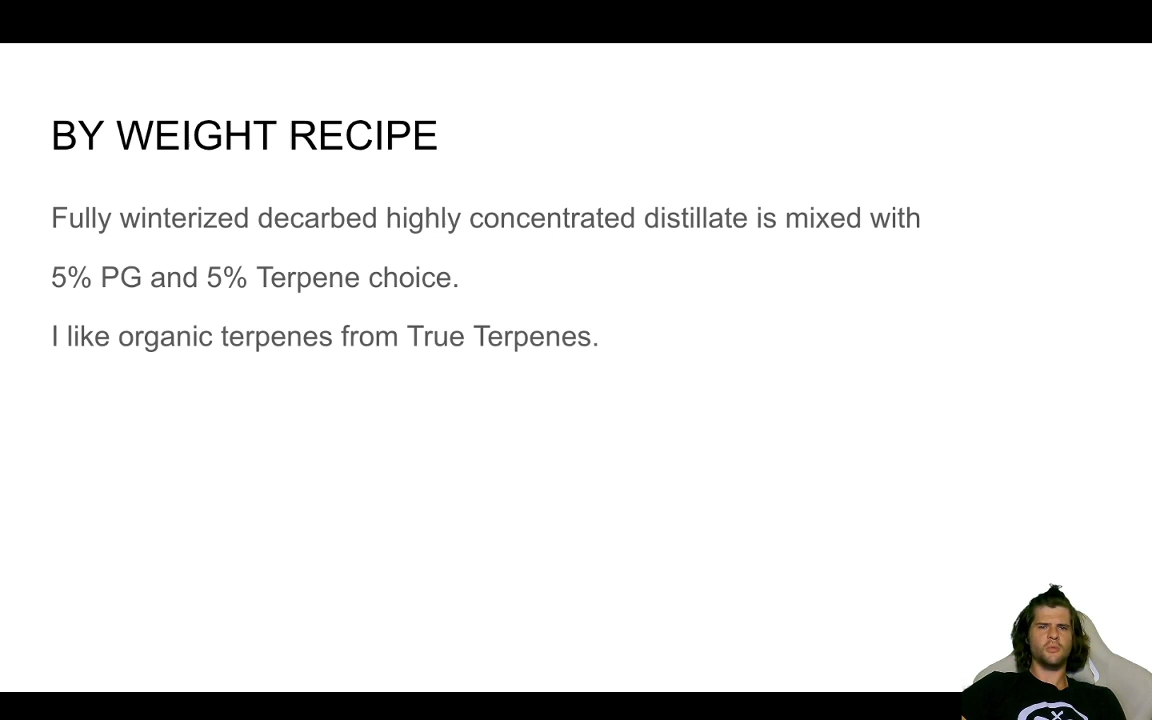 BY WEIGHT RECIPE
Fully winterized decarbed highly concentrated distillate is mixed with
5% PG and 5% Terpene choice.
I like organic terpenes from True Terpenes.